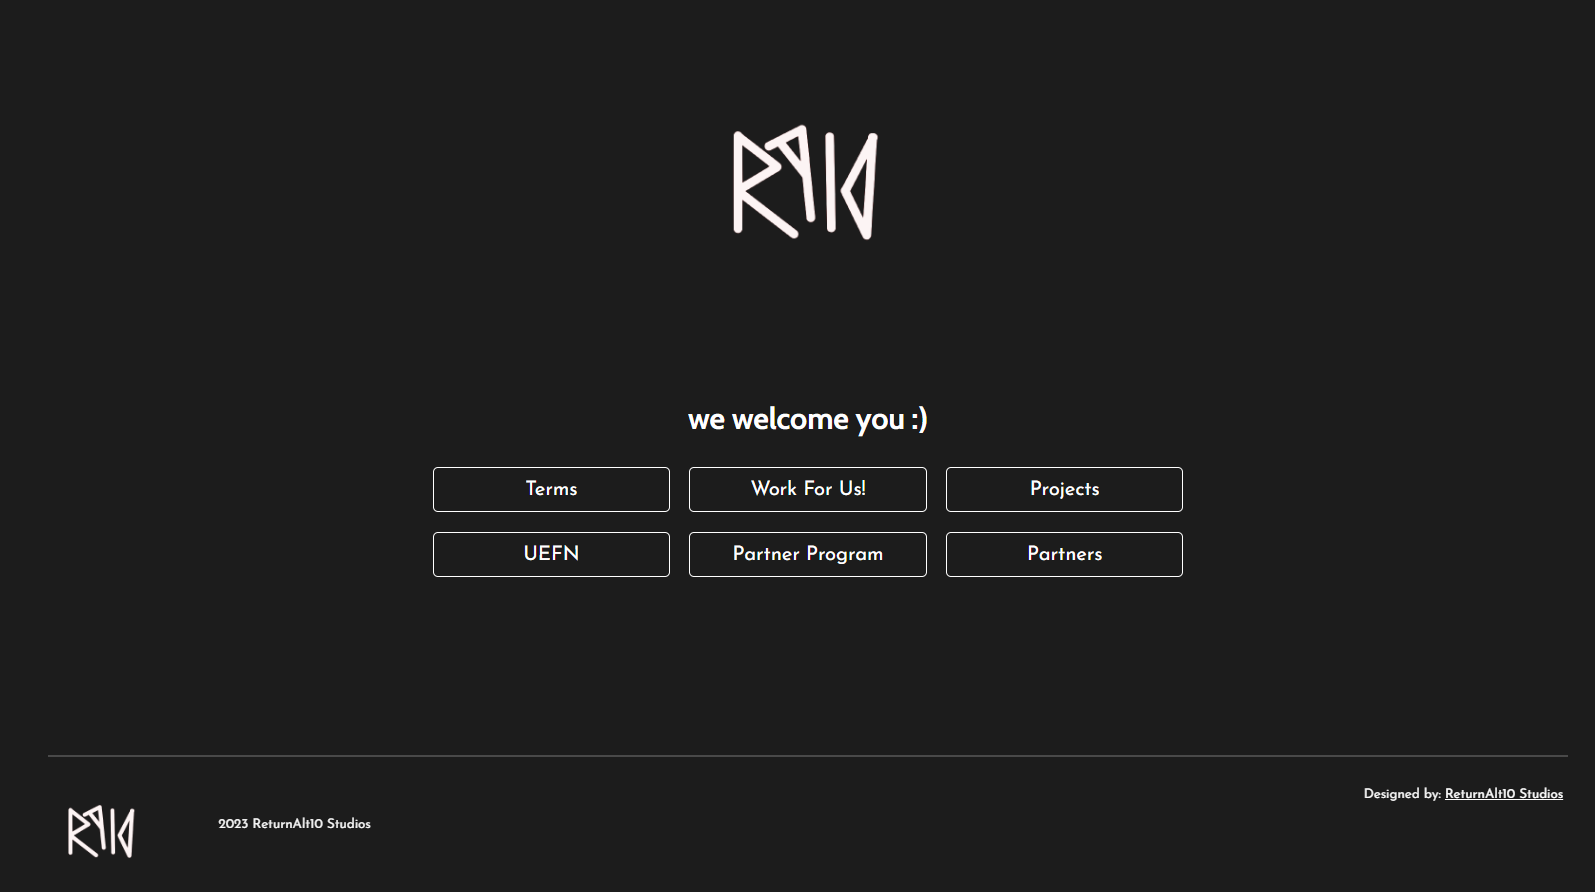 we welcome you :)
Terms
Work For Us!
Projects
UEFN
Partner Program
Partners
Designed by: ReturnAlt10 Studios
2023 ReturnAlt10 Studios